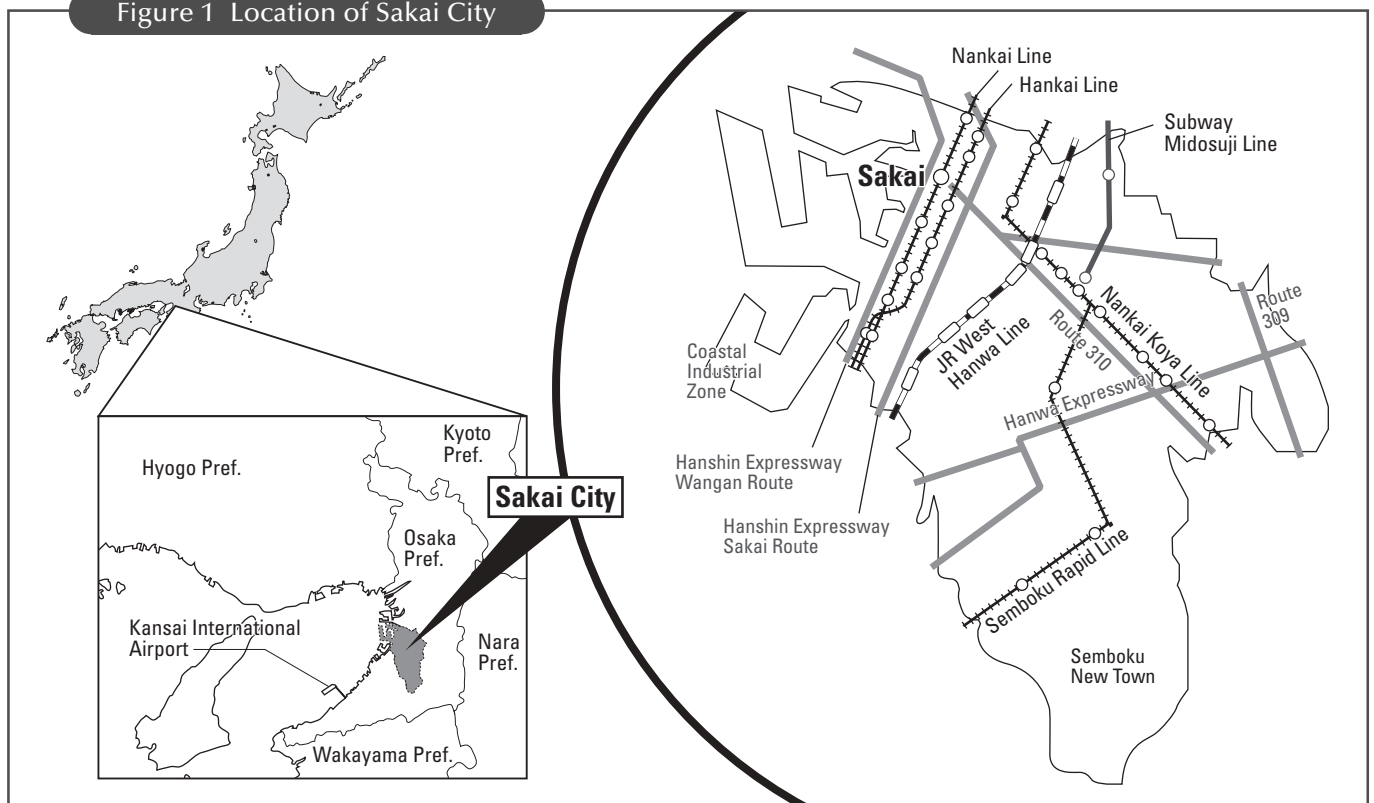 Figure 1 Location of Sakai City
Hyogo Pref.
Kyoto
Pref.
Osaka
Pref.
Kansai International
Airport
Nara
Pref.
Wakayama Pref.
Sakai City
Nankai Line
Hankai Line
Subway
Midosuji Line
Sakai
Coastal
Industrial
Zone
JR West
Hanwa Line
Route 310
Nankai Koya Line
Route
309
Hanwa Expressway
Hanshin Expressway
Wangan Route
Hanshin Expressway
Sakai Route
Semboku Rapid Line
Semboku
New Town